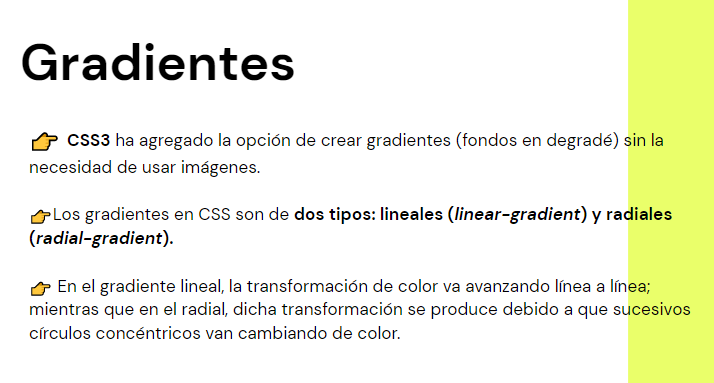 Gradientes
👉 CSS3 ha agregado la opción de crear gradientes (fondos en degradé) sin la
necesidad de usar imágenes.
👉Los gradientes en CSS son de dos tipos: lineales (linear-gradient) y radiales
(radial-gradient).
👉 En el gradiente lineal, la transformación de color va avanzando línea a línea;
mientras que en el radial, dicha transformación se produce debido a que sucesivos
círculos concéntricos van cambiando de color.